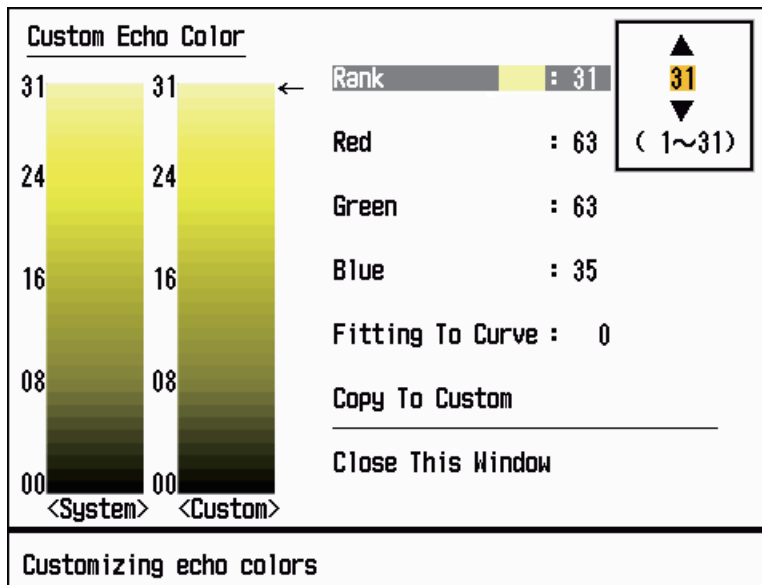 Custom Echo Color
31 31 ←
24 24
16 16
08 08
00 00
<System> <Custom>
Rank : 31
Red : 63
Green : 63
Blue : 35
Fitting To Curve : 0
Copy To Custom
Close This Window
▲
31
▼
( 1～31)
Customizing echo colors